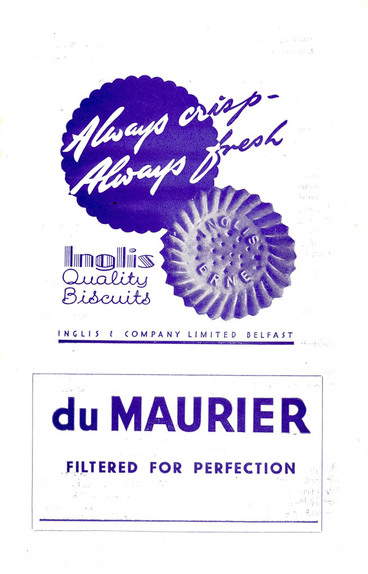 Always crisp-
Always fresh
INGLIS
ERNE
Inglis
Quality
Biscuits
INGLIS & COMPANY LIMITED BELFAST
du MAURIER
FILTERED FOR PERFECTION